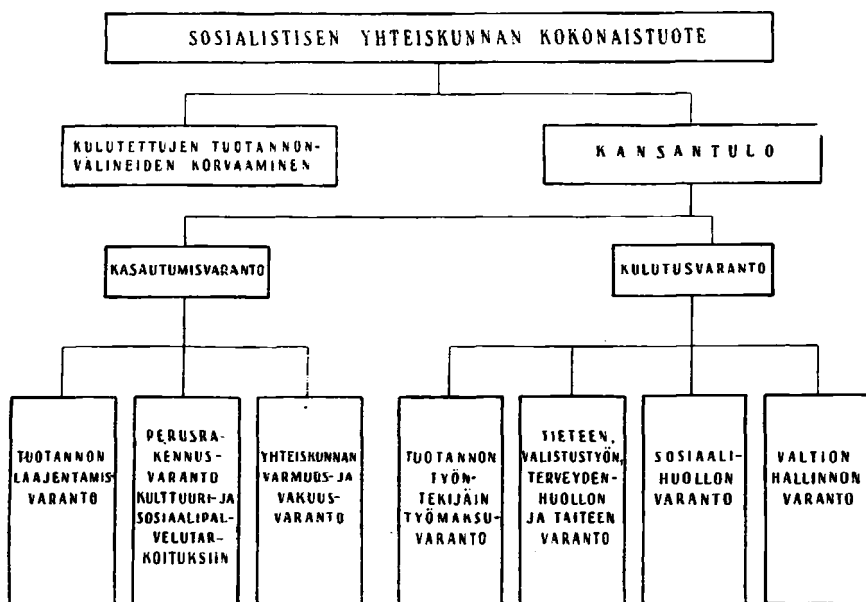 SOSIALISTISEN YHTEISKUNNAN KOKONAISTUOTE
KULUTETTUJEN TUOTANNON-
VÄLINEIDEN KORVAAMINEN
KANSANTULO
KASAUTUMISVARANTO
KULUTUSVARANTO
TUOTANNON
LAAJENTAMIS-
VARANTO
PERUSRA-
KENNUS-
VARANTO
KULTTUURI-JA
SOSIAALIPAL-
VELUTAR-
KOITUKSIIN
YHTEISKUNNAN
VARMUUS-JA
VAKUUS-
VARANTO
TUOTANNON
TYÖN-
TEKIJÄIN
TYÖMAKSU-
VARANTO
TIETEEN,
VALISTUSTYÖN,
TERVEYDEN-
HUOLLON
JA TAITEEN
VARANTO
SOSIAALI-
HUOLLON
VARANTO
VALTION
HALLINNON
VARANTO